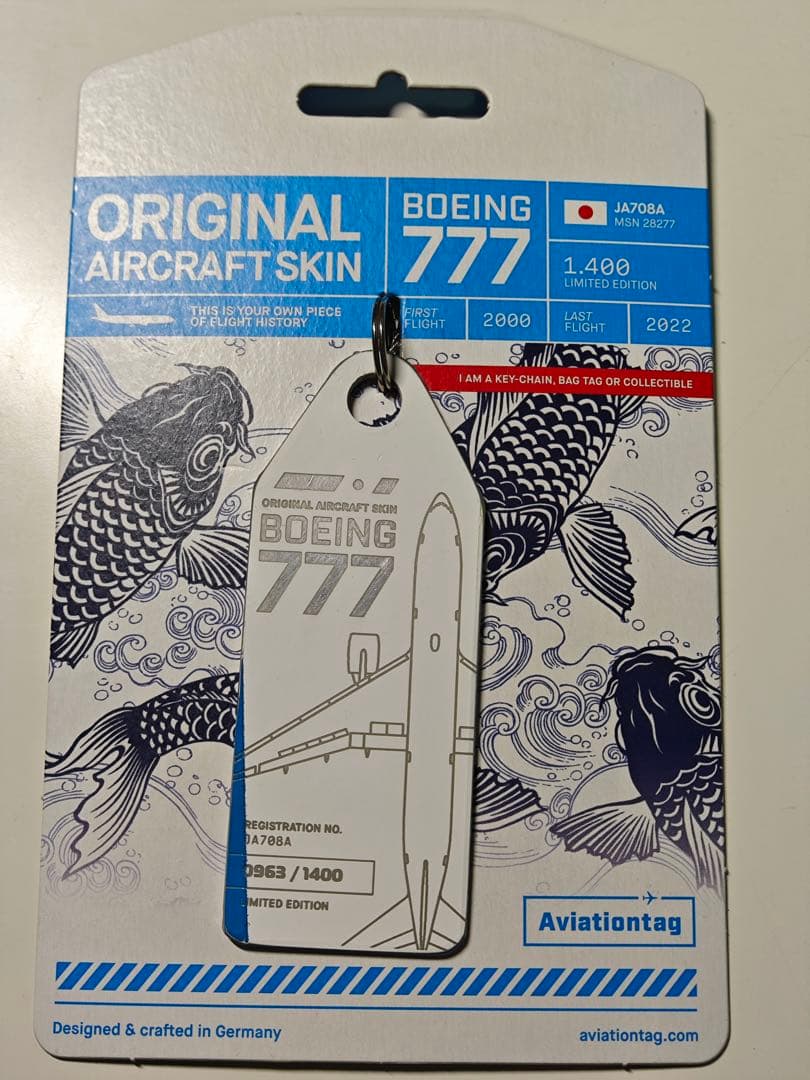 ORIGINAL
AIRCRAFT SKIN
BOEING
777
JA708A
MSN 28277
1.400
LIMITED EDITION
THIS IS YOUR OWN PIECE
OF FLIGHT HISTORY
FIRST
FLIGHT
2000
LAST
FLIGHT
2022
I AM A KEY-CHAIN, BAG TAG OR COLLECTIBLE
ORIGINAL AIRCRAFT SKIN
BOEING
777
REGISTRATION NO.
JA708A
0963 / 1400
LIMITED EDITION
Aviationtag
Designed & crafted in Germany
aviationtag.com